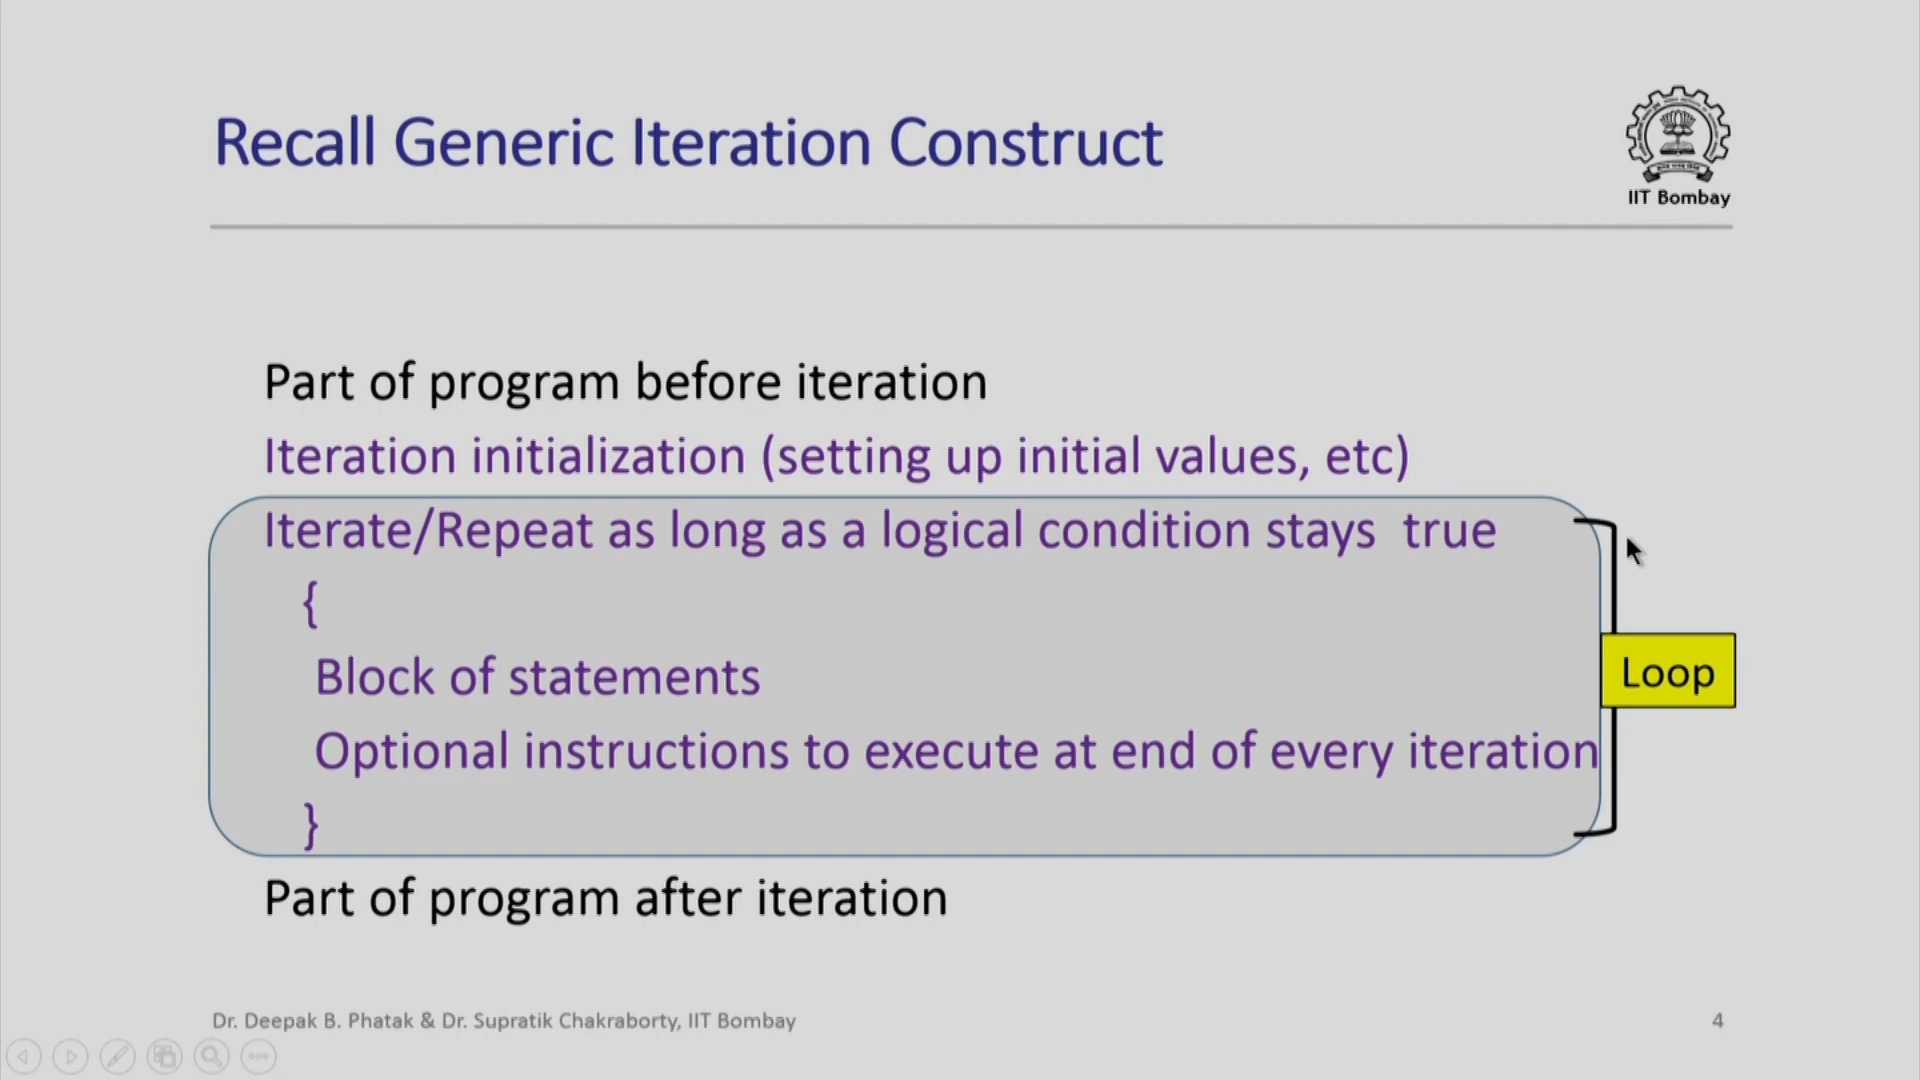 Recall Generic Iteration Construct
IIT Bombay
Part of program before iteration
Iteration initialization (setting up initial values, etc)
Iterate/Repeat as long as a logical condition stays true
{
Block of statements
Optional instructions to execute at end of every iteration
}
Loop
Part of program after iteration
Dr. Deepak B. Phatak & Dr. Supratik Chakraborty, IIT Bombay
4